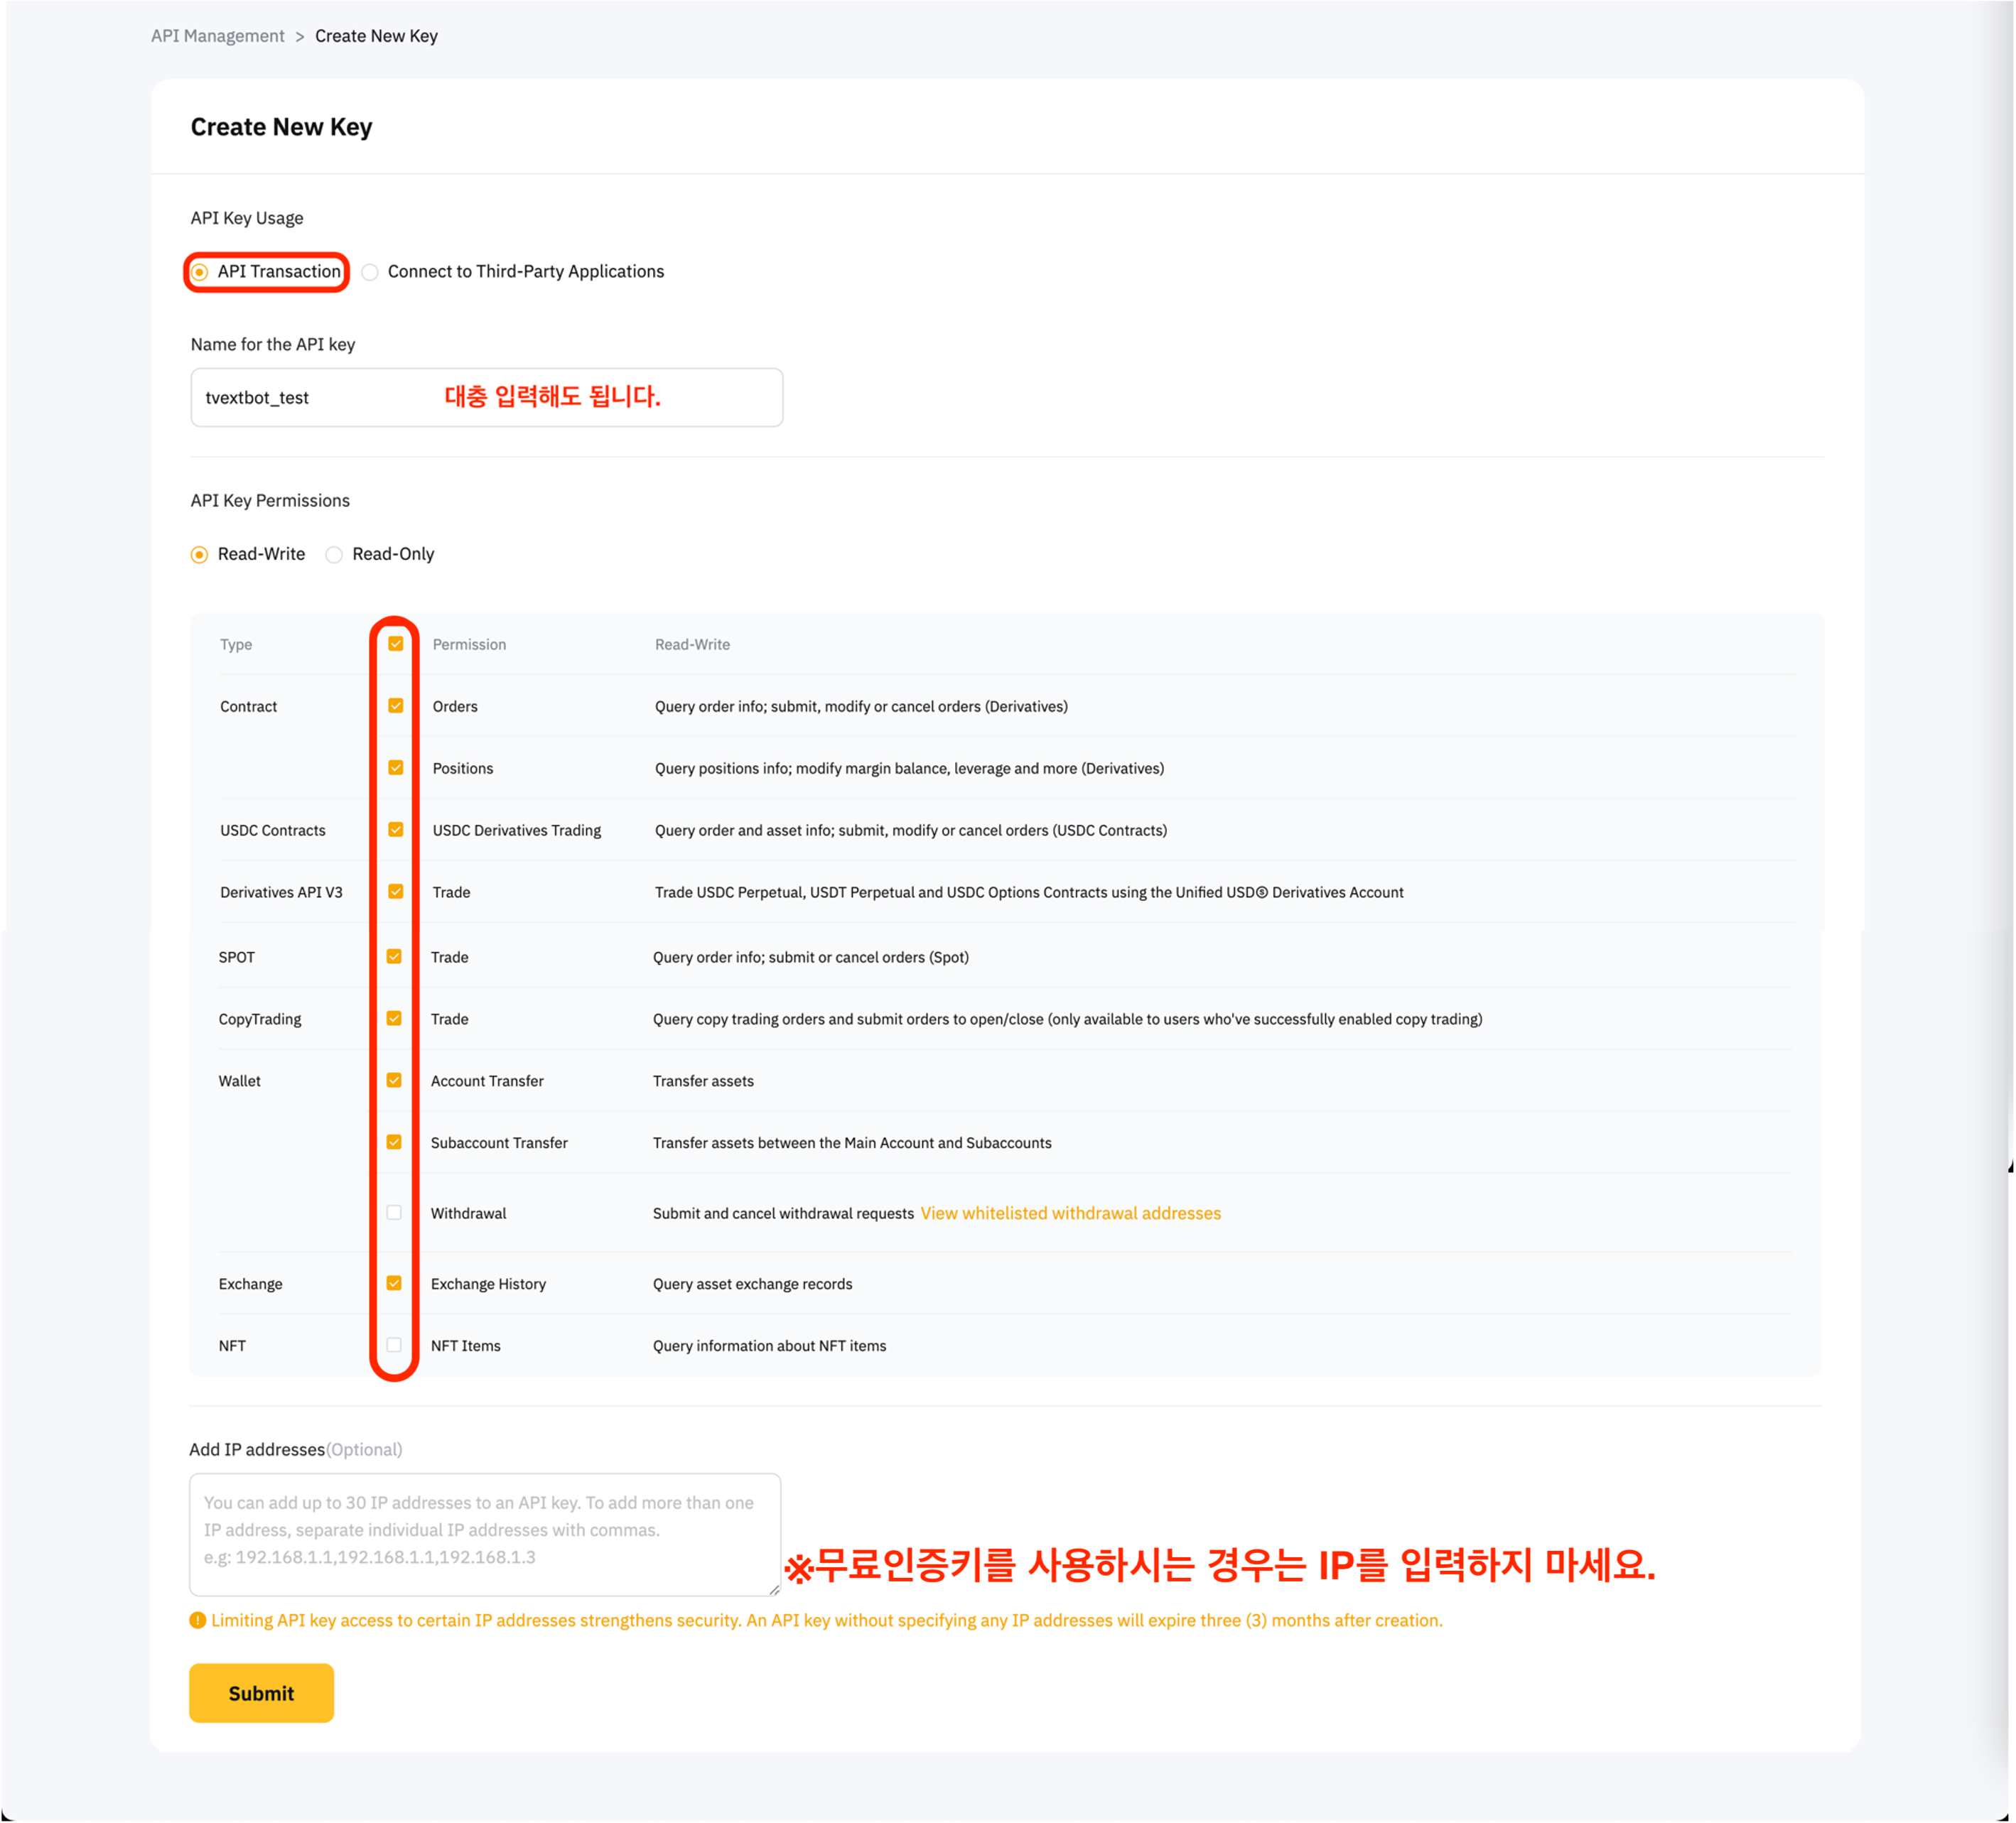 API Management > Create New Key
Create New Key
API Key Usage
API Transaction Connect to Third-Party Applications
Name for the API key
tvextbot_test 대충 입력해도 됩니다.
API Key Permissions
Read-Write Read-Only
Type Permission Read-Write
Contract Orders Query order info; submit, modify or cancel orders (Derivatives)
Positions Query positions info; modify margin balance, leverage and more (Derivatives)
USDC Contracts USDC Derivatives Trading Query order and asset info; submit, modify or cancel orders (USDC Contracts)
Derivatives API V3 Trade Trade USDC Perpetual, USDT Perpetual and USDC Options Contracts using the Unified USDⓈ Derivatives Account
SPOT Trade Query order info; submit or cancel orders (Spot)
CopyTrading Trade Query copy trading orders and submit orders to open/close (only available to users who've successfully enabled copy trading)
Wallet Account Transfer Transfer assets
Subaccount Transfer Transfer assets between the Main Account and Subaccounts
Withdrawal Submit and cancel withdrawal requests View whitelisted withdrawal addresses
Exchange Exchange History Query asset exchange records
NFT NFT Items Query information about NFT items
Add IP addresses(Optional)
You can add up to 30 IP addresses to an API key. To add more than one
IP address, separate individual IP addresses with commas.
e.g: 192.168.1.1,192.168.1.1,192.168.1.3
※무료인증키를 사용하시는 경우는 IP를 입력하지 마세요.
Limiting API key access to certain IP addresses strengthens security. An API key without specifying any IP addresses will expire three (3) months after creation.
Submit